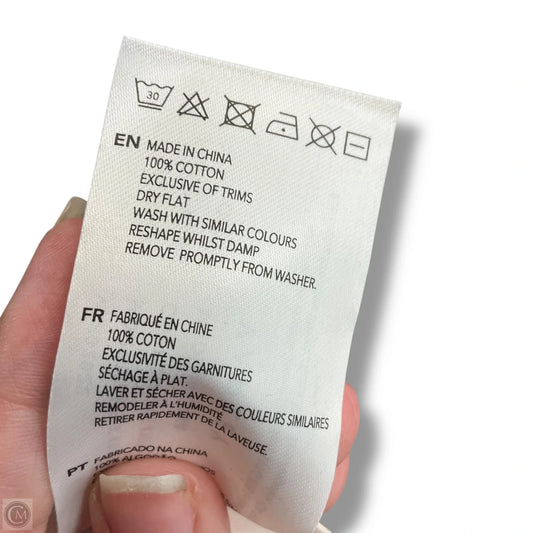 30
EN MADE IN CHINA
100% COTTON
EXCLUSIVE OF TRIMS
DRY FLAT
WASH WITH SIMILAR COLOURS
RESHAPE WHILST DAMP
REMOVE PROMPTLY FROM WASHER.
FR FABRIQUÉ EN CHINE
100% COTON
EXCLUSIVITÉ DES GARNITURES
SÉCHAGE À PLAT.
LAVER ET SÉCHER AVEC DES COULEURS SIMILAIRES
REMODELER À L'HUMIDITÉ
RETIRER RAPIDEMENT DE LA LAVEUSE.
PT FABRICADO NA CHINA
100% ALGODÃO